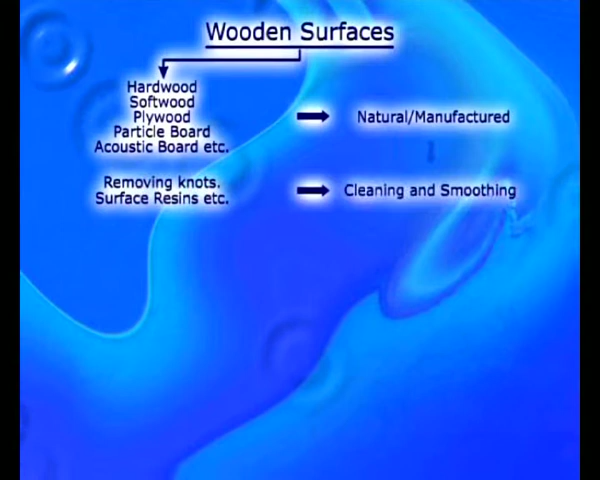 Wooden Surfaces
Hardwood
Softwood
Plywood
Particle Board
Acoustic Board etc.
Natural/Manufactured
Removing knots.
Surface Resins etc.
Cleaning and Smoothing